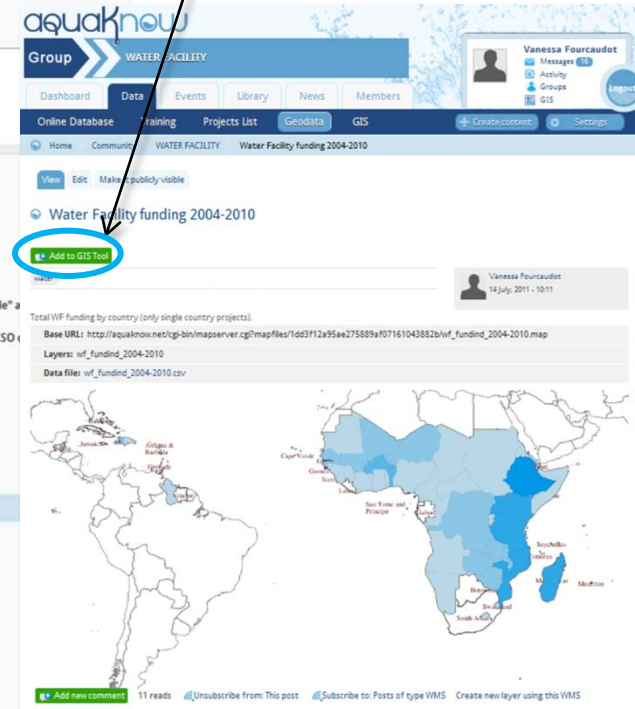 aquaknow
Group
WATER FACILITY
Vanessa Fourcaudot
Messages 16
Activity
Groups
GIS
Logout
Dashboard Data Events Library News Members
Online Database Training Projects List Geodata GIS
Create content Settings
Home Community WATER FACILITY Water Facility funding 2004-2010
View Edit Make it publicly visible
Water Facility funding 2004-2010
Add to GIS Tool
water
Vanessa Fourcaudot
14 July, 2011 - 10:11
le" a
ISO
Total WF funding by country (only single country projects).
Base URL: http://aquaknow.net/cgi-bin/mapserver.cgi?mapfiles/1dd3f12a95ae275889af07161043882b/wf_fundind_2004-2010.map
Layers: wf_fundind_2004-2010
Data file: wf_fundind_2004-2010.csv
Jamaica
Antigua &
Barbuda
Grenada
Cape Verde
Sao Tome and
Principe
Seychelles
Comoros
Mauritius
Swaziland
South Africa
Add new comment 11 reads Unsubscribe from: This post Subscribe to: Posts of type WMS Create new layer using this WMS